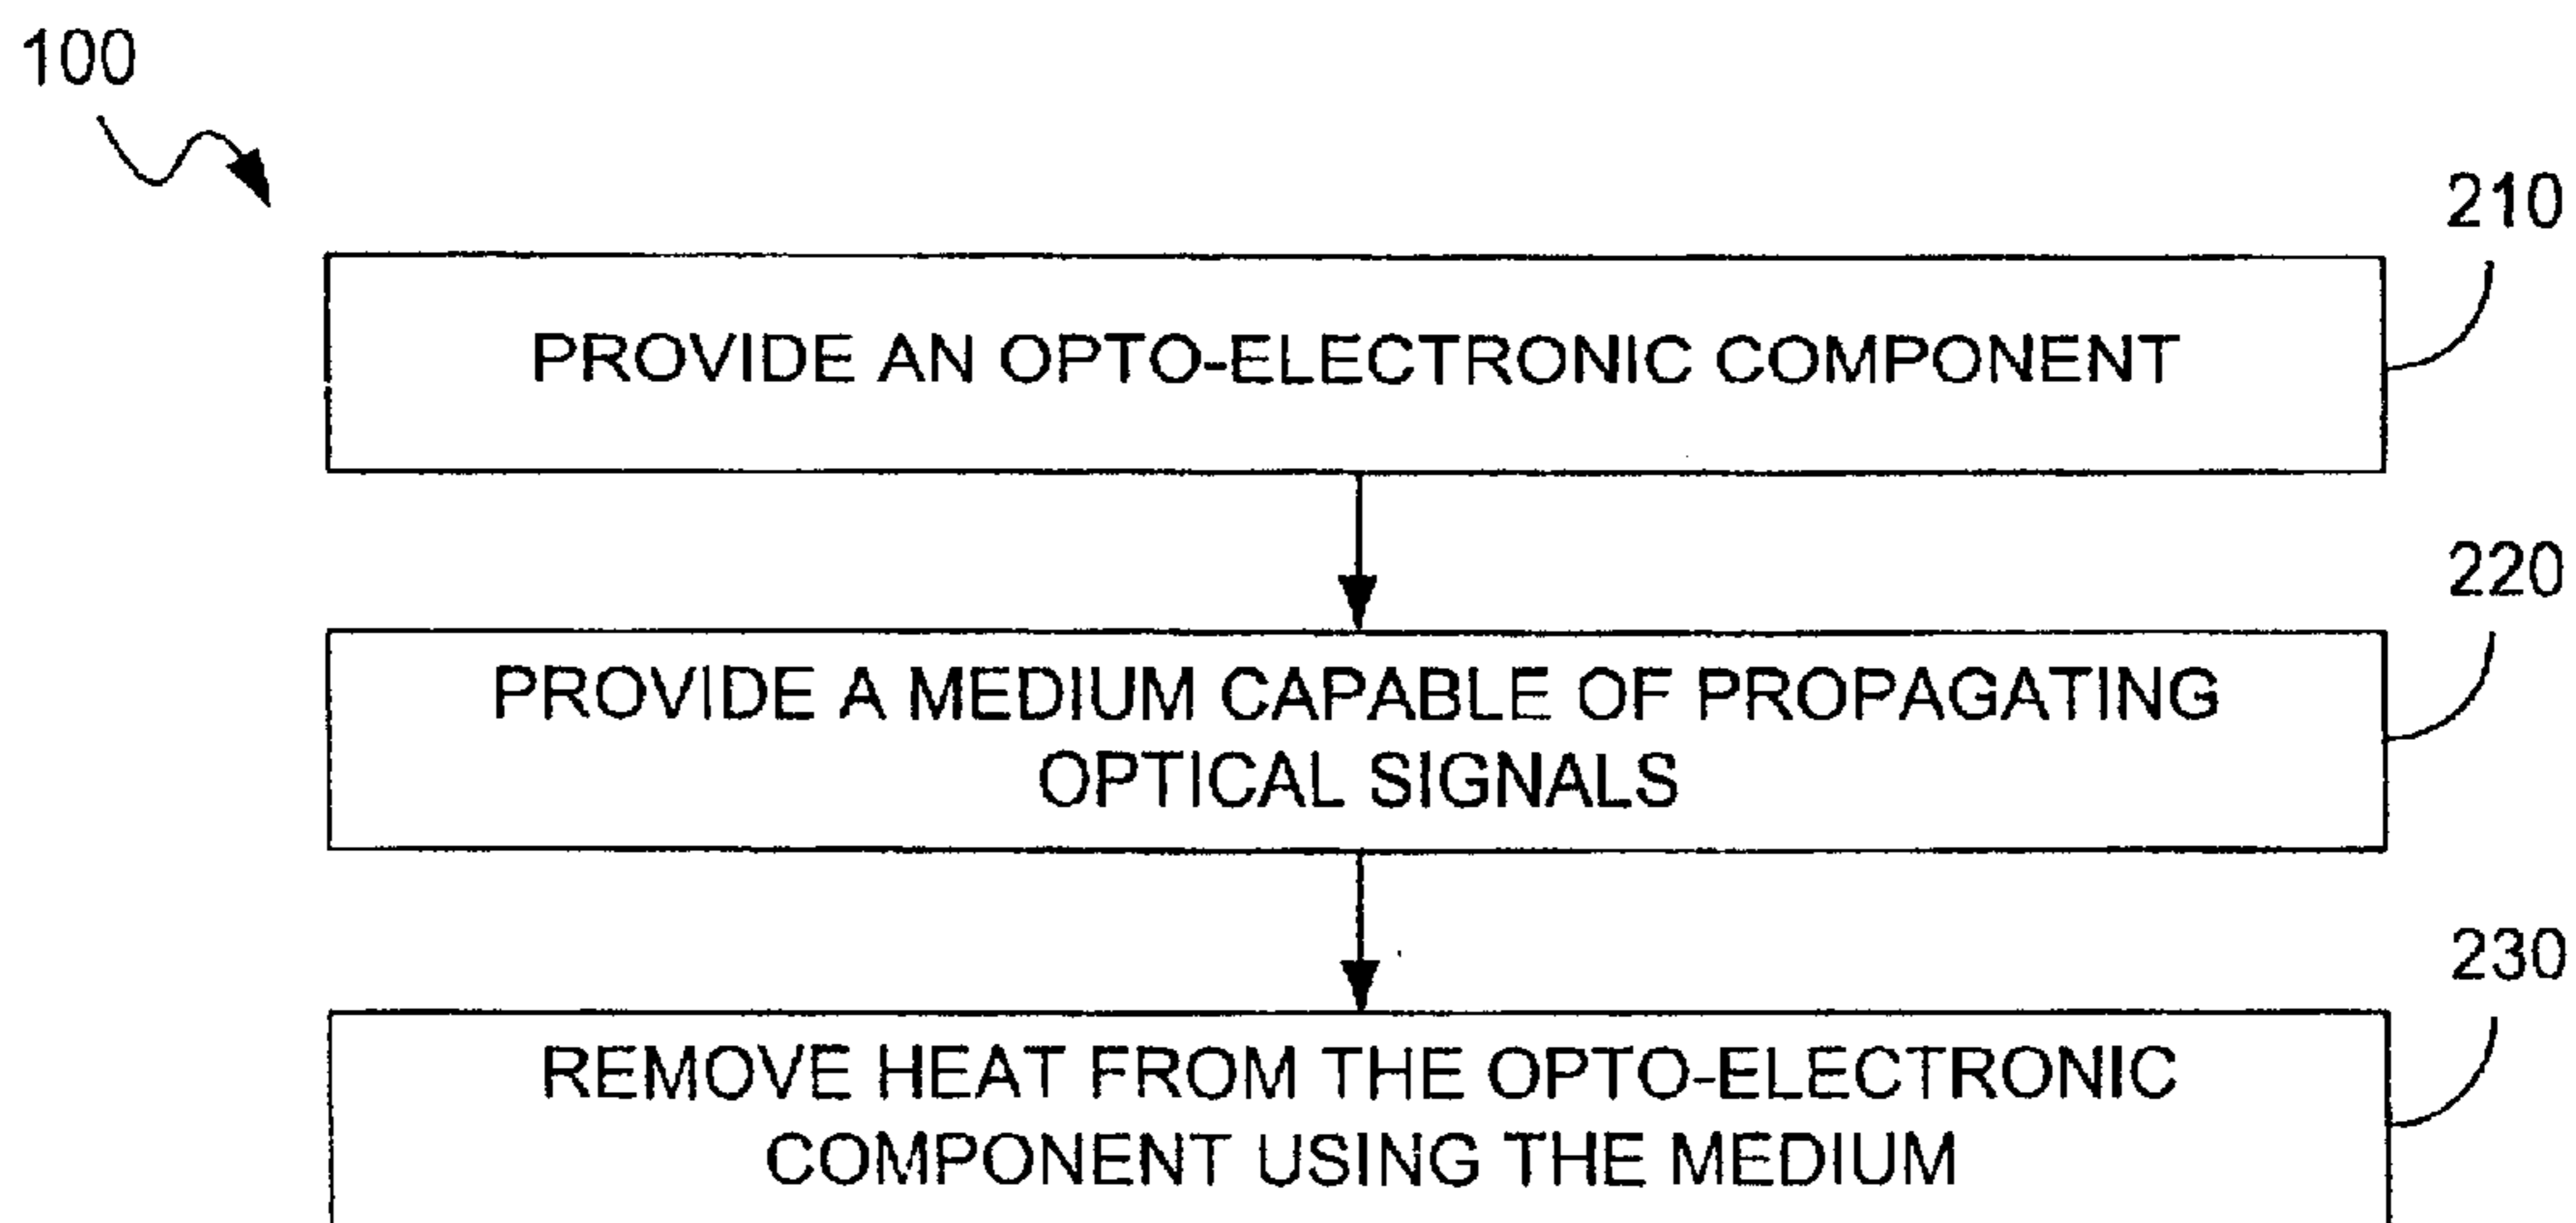 100
210
PROVIDE AN OPTO-ELECTRONIC COMPONENT
220
PROVIDE A MEDIUM CAPABLE OF PROPAGATING
OPTICAL SIGNALS
230
REMOVE HEAT FROM THE OPTO-ELECTRONIC
COMPONENT USING THE MEDIUM